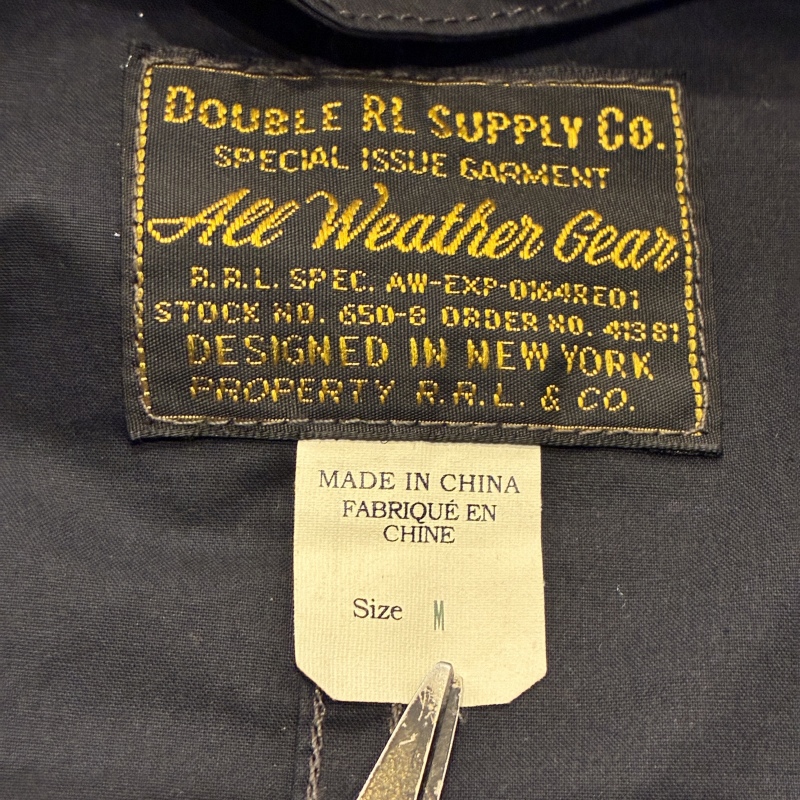 DOUBLE RL SUPPLY CO.
SPECIAL ISSUE GARMENT
All Weather Gear
R.R.L. SPEC. AW-EXP-0164RE01
STOCK NO. 650-8 ORDER NO. 41381
DESIGNED IN NEW YORK
PROPERTY R.R.L. & CO.
MADE IN CHINA
FABRIQUÉ EN
CHINE
Size M